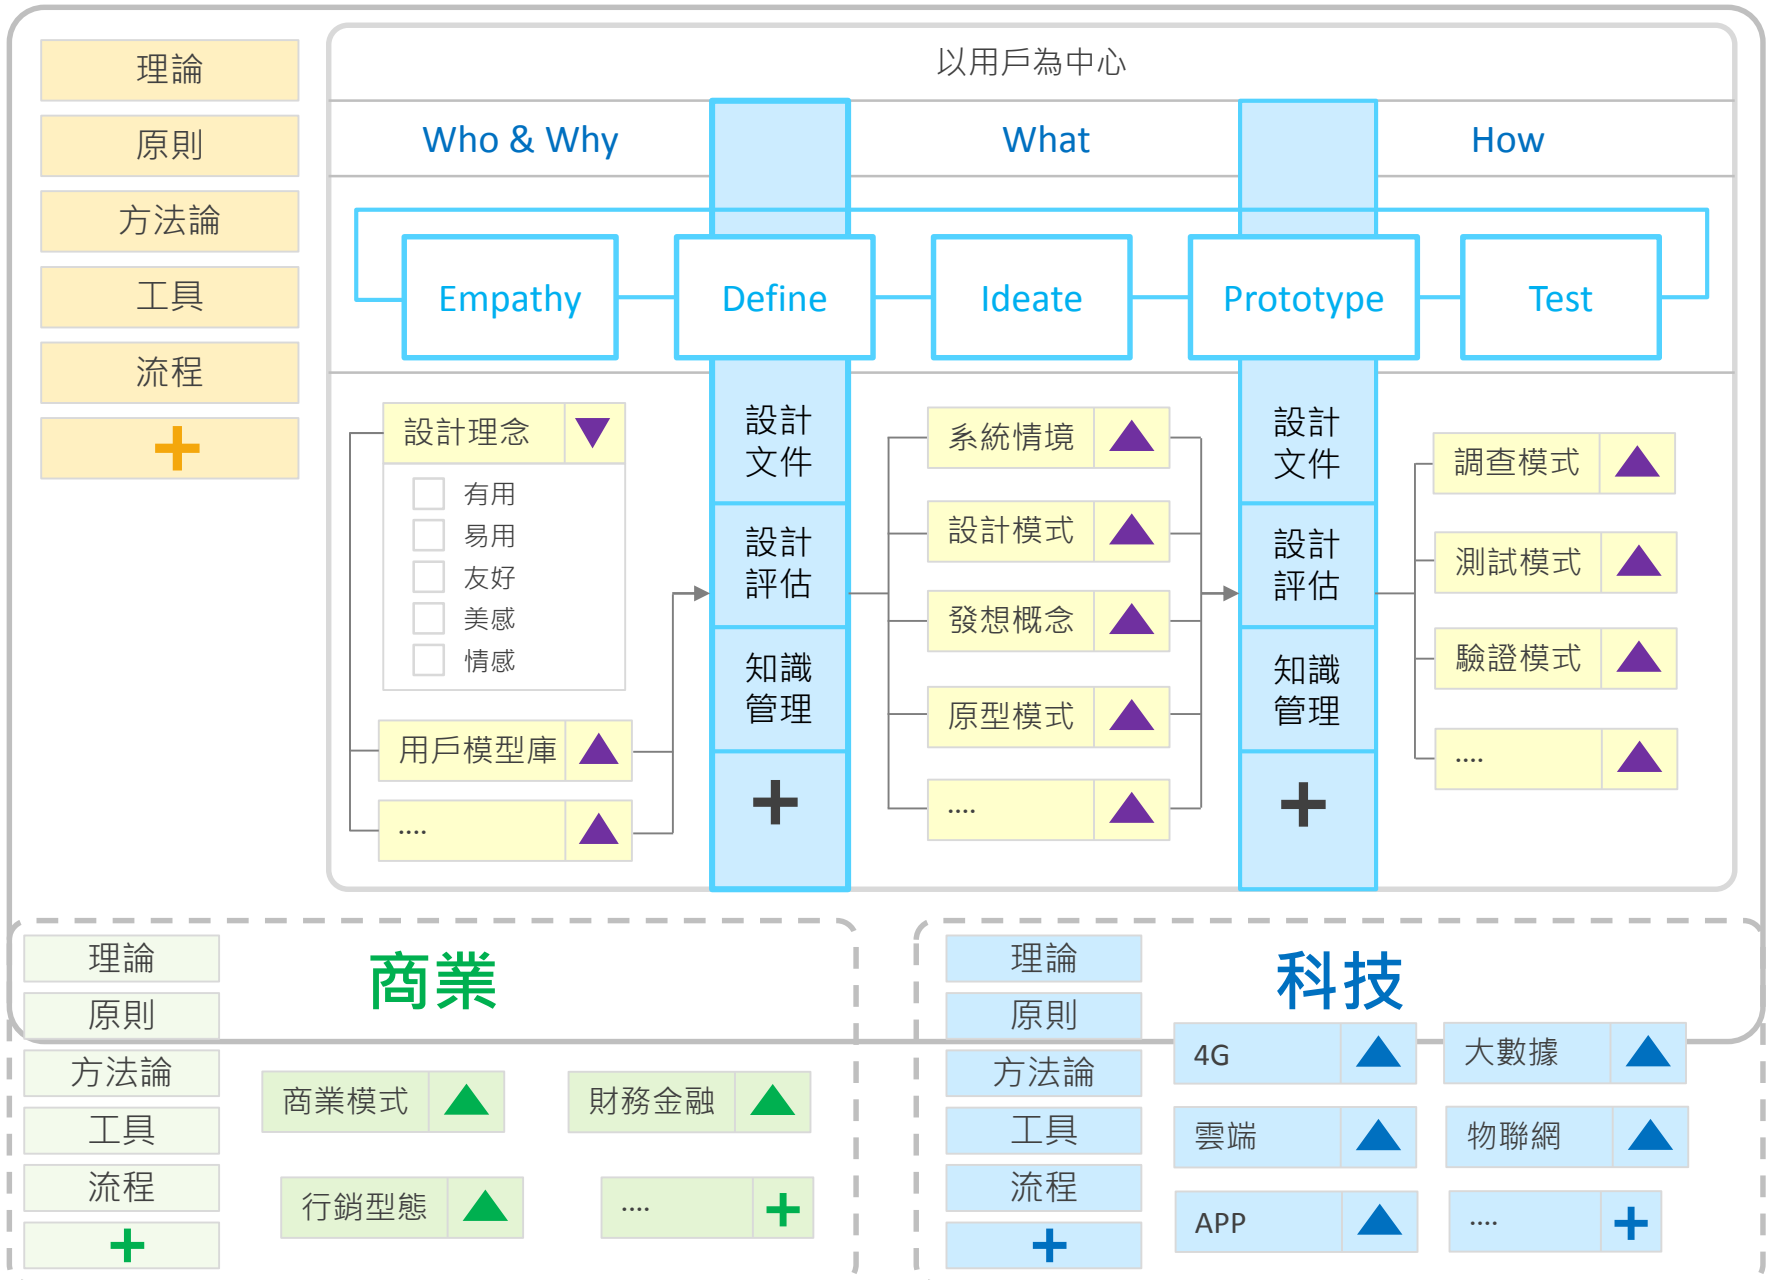 理論
原則
方法論
工具
流程
+
以用戶為中心
Who & Why
What
How
Empathy
Define
Ideate
Prototype
Test
設計理念
有用
易用
友好
美感
情感
用戶模型庫
....
設計
文件
設計
評估
知識
管理
+
系統情境
設計模式
發想概念
原型模式
....
設計
文件
設計
評估
知識
管理
+
調查模式
測試模式
驗證模式
....
理論
原則
方法論
工具
流程
+
商業
商業模式
財務金融
行銷型態
....
+
理論
原則
方法論
工具
流程
+
科技
4G
大數據
雲端
物聯網
APP
....
+